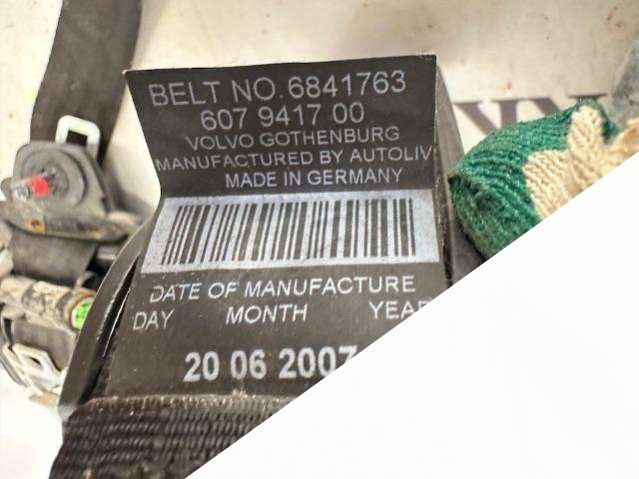 BELT NO. 6841763
607 9417 00
VOLVO GOTHENBURG
MANUFACTURED BY AUTOLIV
MADE IN GERMANY
DATE OF MANUFACTURE
DAY MONTH YEAR
20 06 2007